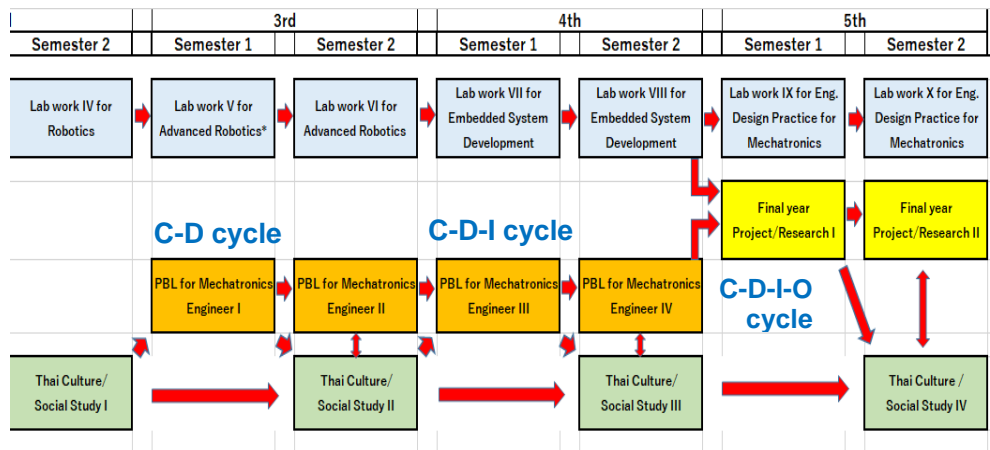 3rd 4th 5th
Semester 2 Semester 1 Semester 2 Semester 1 Semester 2 Semester 1 Semester 2
Lab work IV for
Robotics
Lab work V for
Advanced Robotics*
Lab work VI for
Advanced Robotics
Lab work VII for
Embedded System
Development
Lab work VIII for
Embedded System
Development
Lab work IX for Eng.
Design Practice for
Mechatronics
Lab work X for Eng.
Design Practice for
Mechatronics
Final year
Project/Research I
Final year
Project/Research II
C-D cycle
C-D-I cycle
C-D-I-O
cycle
PBL for Mechatronics
Engineer I
PBL for Mechatronics
Engineer II
PBL for Mechatronics
Engineer III
PBL for Mechatronics
Engineer IV
Thai Culture/
Social Study I
Thai Culture/
Social Study II
Thai Culture/
Social Study III
Thai Culture /
Social Study IV